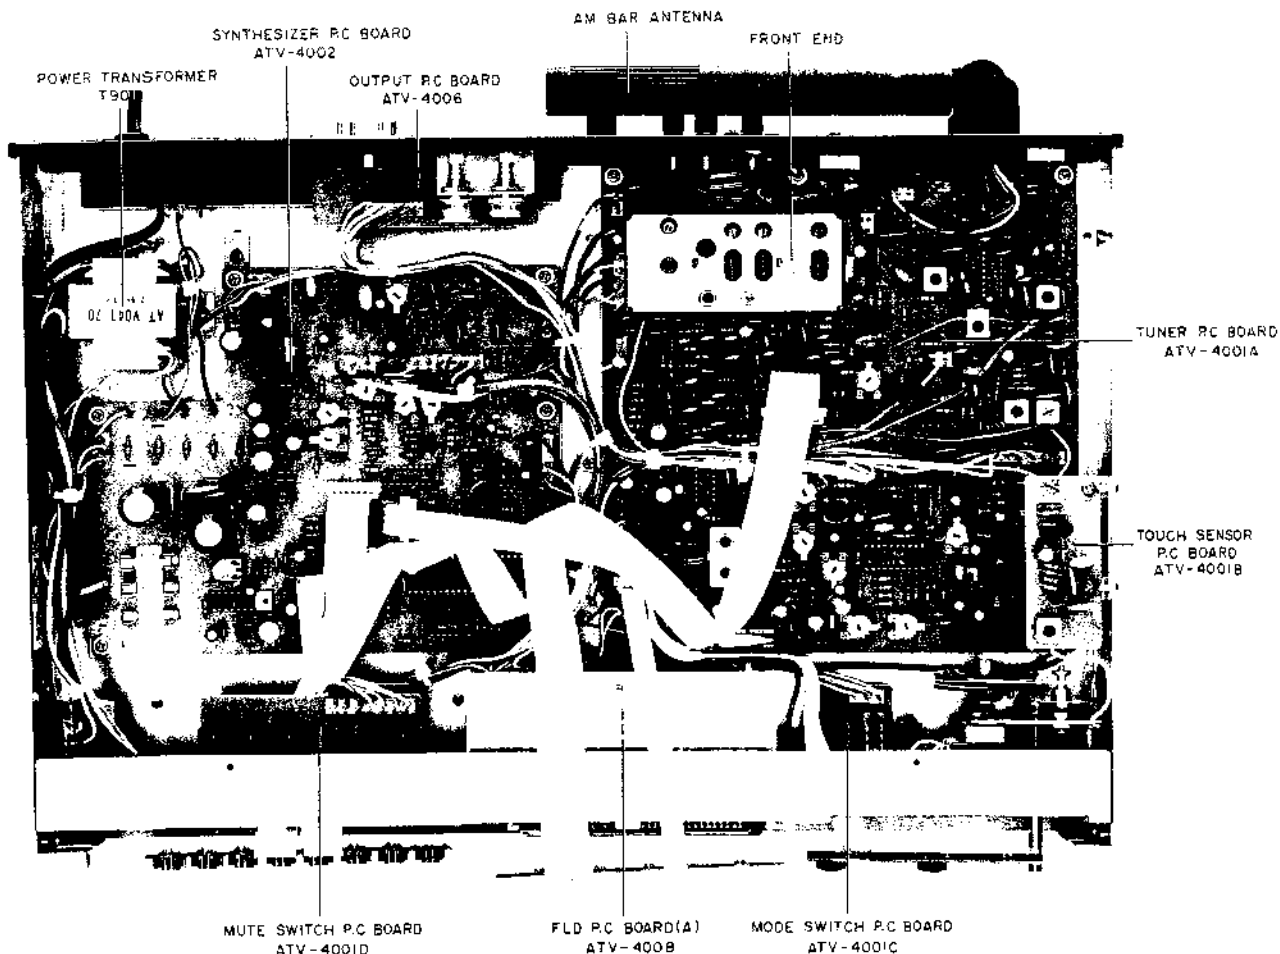 AM BAR ANTENNA
SYNTHESIZER P.C BOARD
ATV-4002
FRONT END
POWER TRANSFORMER
T901
OUTPUT P.C BOARD
ATV-4006
TUNER P.C BOARD
ATV-4001A
TOUCH SENSOR
P.C BOARD
ATV-4001B
MUTE SWITCH P.C BOARD
ATV-4001D
FLD P.C BOARD(A)
ATV-4008
MODE SWITCH P.C BOARD
ATV-4001C